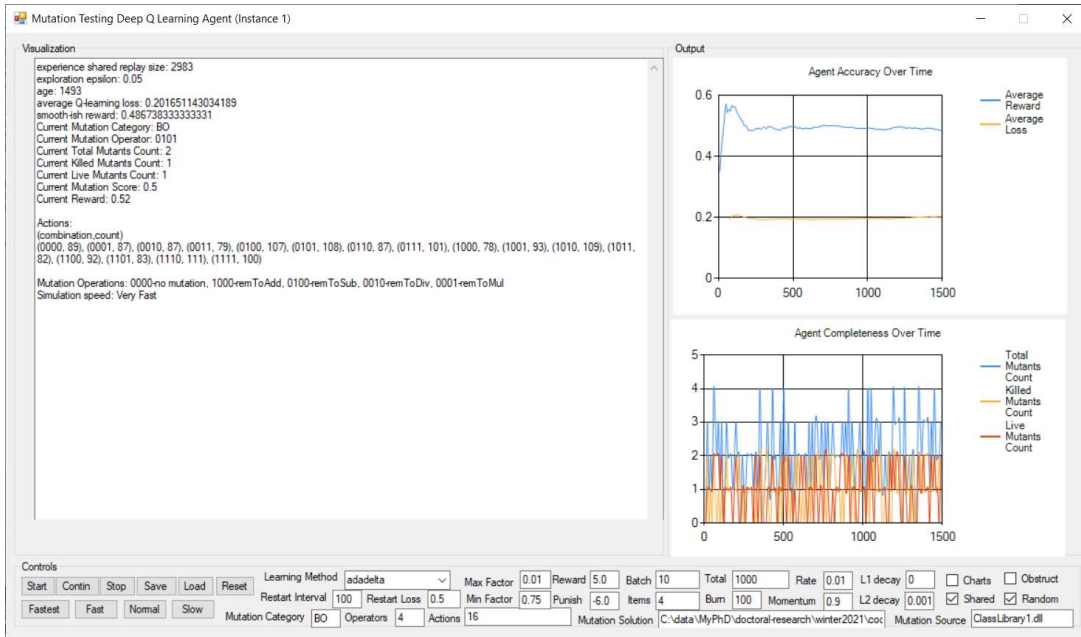 Mutation Testing Deep Q Learning Agent (Instance 1)
Visualization
experience shared replay size: 2983
exploration epsilon: 0.05
age: 1493
average Q-learning loss: 0.201651143034189
smooth-ish reward: 0.486738333333331
Current Mutation Category: BO
Current Mutation Operator: 0101
Current Total Mutants Count: 2
Current Killed Mutants Count: 1
Current Live Mutants Count: 1
Current Mutation Score: 0.5
Current Reward: 0.52
Actions:
(combination,count)
(0000, 89), (0001, 87), (0010, 87), (0011, 79), (0100, 107), (0101, 108), (0110, 87), (0111, 101), (1000, 78), (1001, 93), (1010, 109), (1011,
82), (1100, 92), (1101, 83), (1110, 111), (1111, 100)
Mutation Operations: 0000-no mutation, 1000-remToAdd, 0100-remToSub, 0010-remToDiv, 0001-remToMul
Simulation speed: Very Fast
Output
Agent Accuracy Over Time
0.6
0.4
0.2
0
0 500 1000 1500
Average
Reward
Average
Loss
Agent Completeness Over Time
5
4
3
2
1
0
0 500 1000 1500
Total
Mutants
Count
Killed
Mutants
Count
Live
Mutants
Count
Controls
Start Contin Stop Save Load Reset
Fastest Fast Normal Slow
Learning Method adadelta Max Factor 0.01 Reward 5.0 Batch 10 Total 1000 Rate 0.01 L1 decay 0 Charts Obstruct
Restart Interval 100 Restart Loss 0.5 Min Factor 0.75 Punish -6.0 Items 4 Burn 100 Momentum 0.9 L2 decay 0.001 Shared Random
Mutation Category BO Operators 4 Actions 16 Mutation Solution C:\data\MyPhD\doctoral-research\winter2021\coc Mutation Source ClassLibrary1.dll